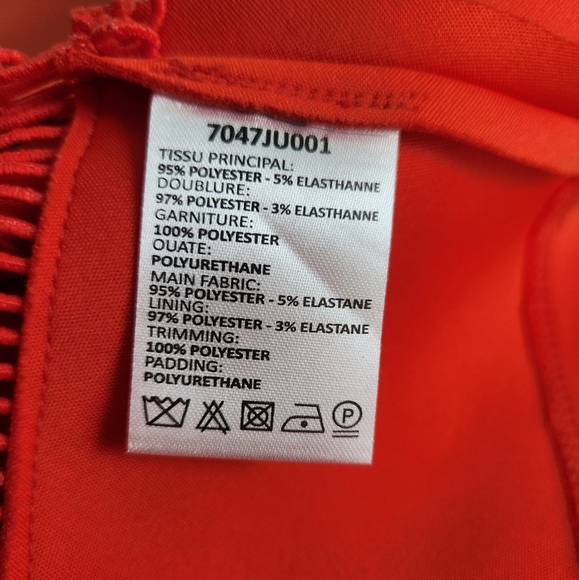 7047JU001
TISSU PRINCIPAL:
95% POLYESTER - 5% ELASTHANNE
DOUBLURE:
97% POLYESTER - 3% ELASTHANNE
GARNITURE:
100% POLYESTER
OUATE:
POLYURETHANE
MAIN FABRIC:
95% POLYESTER - 5% ELASTANE
LINING:
97% POLYESTER - 3% ELASTANE
TRIMMING:
100% POLYESTER
PADDING:
POLYURETHANE
P